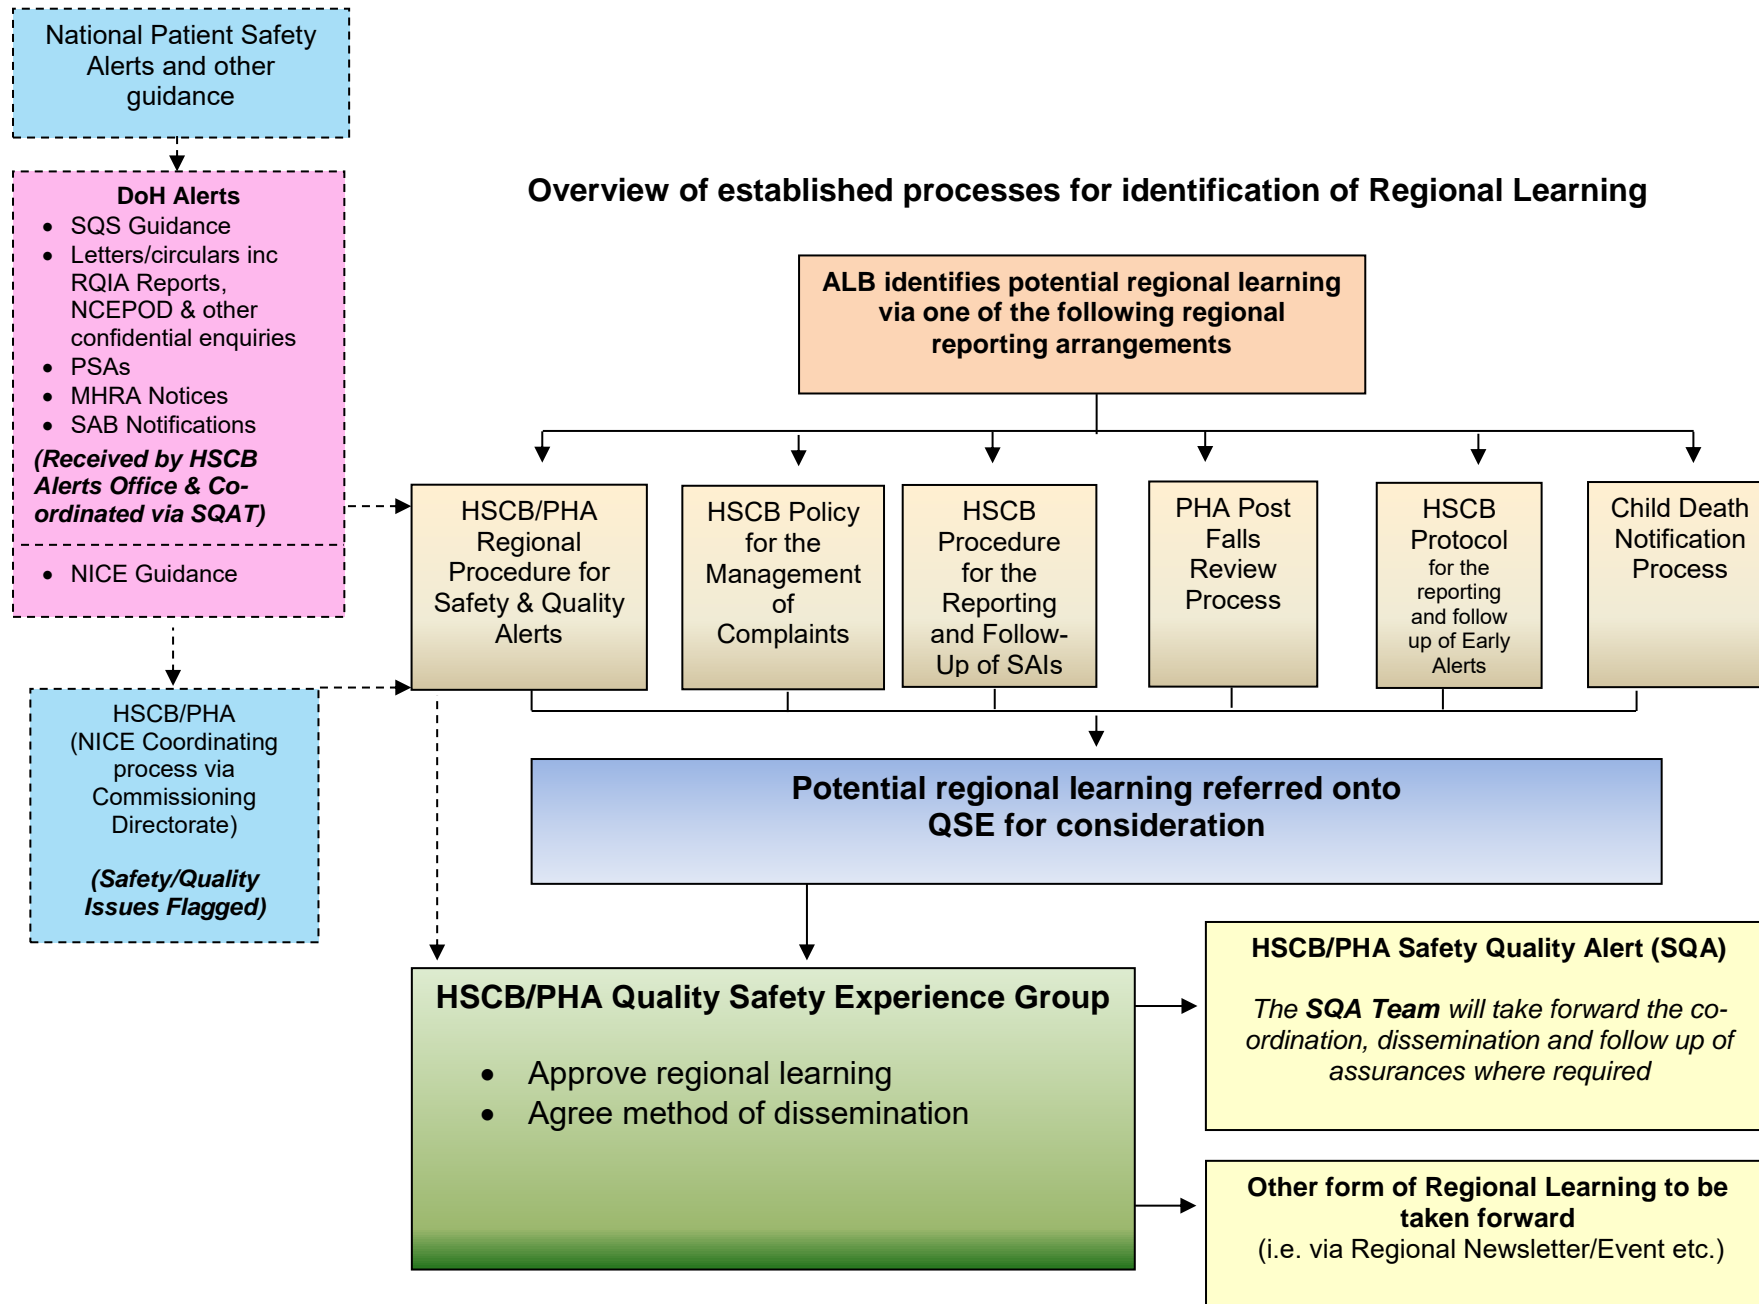 National Patient Safety
Alerts and other
guidance
DoH Alerts
• SQS Guidance
• Letters/circulars inc
RQIA Reports,
NCEPOD & other
confidential enquiries
• PSAs
• MHRA Notices
• SAB Notifications
(Received by HSCB
Alerts Office & Co-
ordinated via SQAT)
• NICE Guidance
HSCB/PHA
(NICE Coordinating
process via
Commissioning
Directorate)
(Safety/Quality
Issues Flagged)
Overview of established processes for identification of Regional Learning
ALB identifies potential regional learning
via one of the following regional
reporting arrangements
HSCB/PHA
Regional
Procedure for
Safety & Quality
Alerts
HSCB Policy
for the
Management
of
Complaints
HSCB
Procedure
for the
Reporting
and Follow-
Up of SAIs
PHA Post
Falls
Review
Process
HSCB
Protocol
for the
reporting
and follow
up of Early
Alerts
Child Death
Notification
Process
Potential regional learning referred onto
QSE for consideration
HSCB/PHA Quality Safety Experience Group
• Approve regional learning
• Agree method of dissemination
HSCB/PHA Safety Quality Alert (SQA)
The SQA Team will take forward the co-
ordination, dissemination and follow up of
assurances where required
Other form of Regional Learning to be
taken forward
(i.e. via Regional Newsletter/Event etc.)